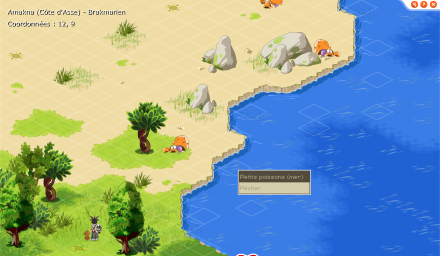 Amakna (Côte d'Asse) - Brakmarien
Coordonnées : 12, 9
Petits poissons (mer)
Pêcher